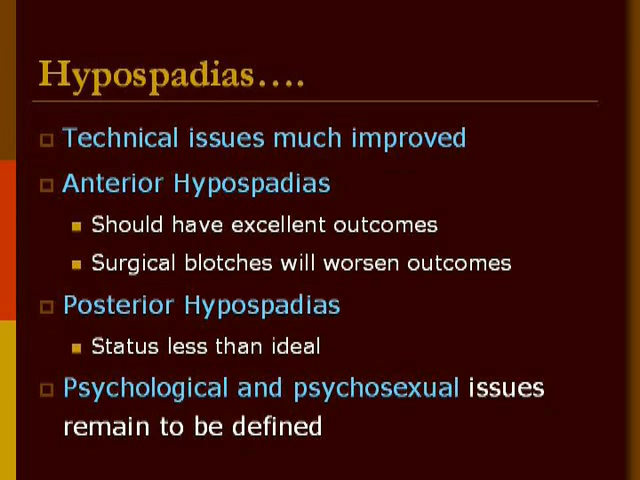 Hypospadias....
Technical issues much improved
Anterior Hypospadias
Should have excellent outcomes
Surgical blotches will worsen outcomes
Posterior Hypospadias
Status less than ideal
Psychological and psychosexual issues
remain to be defined